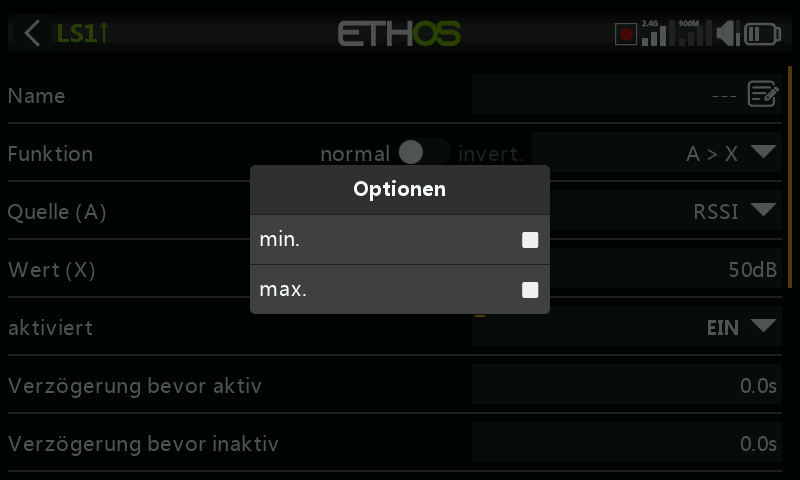 LS1↑
ETHOS
2.4G
900M
Name
---
Funktion
normal
invert.
A > X
Optionen
Quelle (A)
RSSI
min.
Wert (X)
50dB
max.
aktiviert
EIN
Verzögerung bevor aktiv
0.0s
Verzögerung bevor inaktiv
0.0s